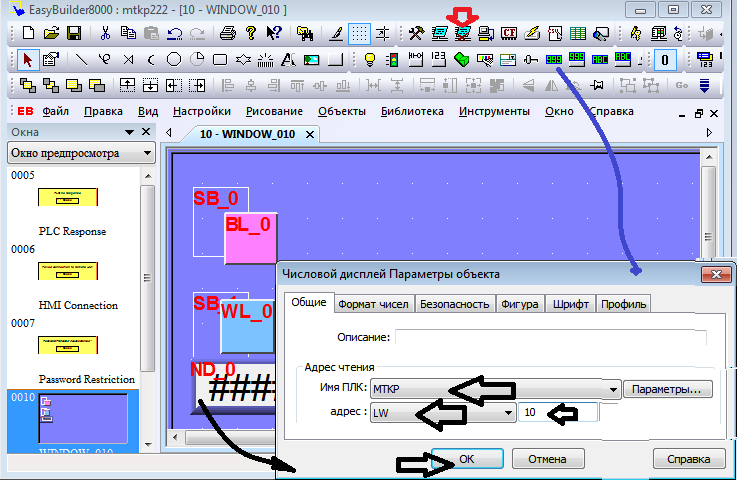 EasyBuilder8000 : mtkp222 - [10 - WINDOW_010 ]
EB Файл Правка Вид Настройки Рисование Объекты Библиотека Инструменты Окно Справка
Окна
10 - WINDOW_010
Окно предпросмотра
0005
PLC Response
0006
HMI Connection
0007
Password Restriction
0010
WINDOW_010
SB_0
BL_0
WL_0
ND_0
####
Числовой дисплей Параметры объекта
Общие Формат чисел Безопасность Фигура Шрифт Профиль
Описание:
Адрес чтения
Имя ПЛК: MTKP Параметры...
адрес : LW 10
OK Отмена Справка